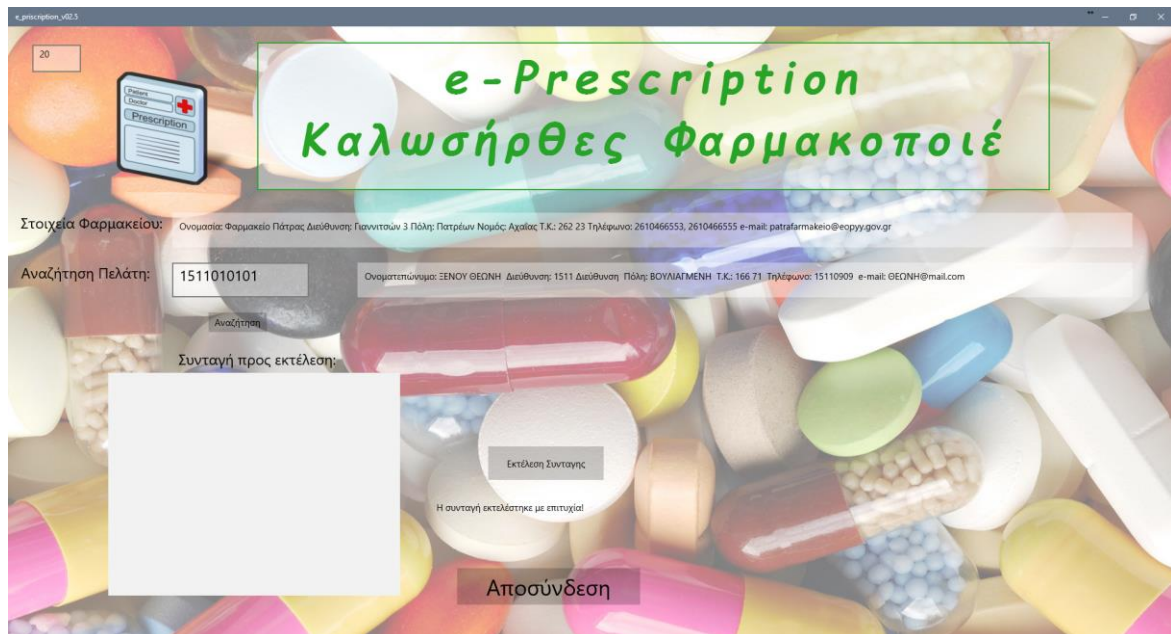 e_priscription_v02.3
20
Patient
Doctor
Prescription
e-Prescription
Καλωσήρθες Φαρμακοποιέ
Στοιχεία Φαρμακείου:
Ονομασία: Φαρμακείο Πάτρας Διεύθυνση: Γιαννιτσών 3 Πόλη: Πατρέων Νομός: Αχαΐας Τ.Κ.: 262 23 Τηλέφωνο: 2610466553, 2610466555 e-mail: patrafarmakeio@eopyy.gov.gr
Αναζήτηση Πελάτη:
1511010101
Ονοματεπώνυμο: ΞΕΝΟΥ ΘΕΩΝΗ Διεύθυνση: 1511 Διεύθυνση Πόλη: ΒΟΥΛΙΑΓΜΕΝΗ Τ.Κ.: 166 71 Τηλέφωνο: 15110909 e-mail: ΘΕΩΝΗ@mail.com
Αναζήτηση
Συνταγή προς εκτέλεση:
Εκτέλεση Συνταγης
Η συνταγή εκτελέστηκε με επιτυχία!
Αποσύνδεση